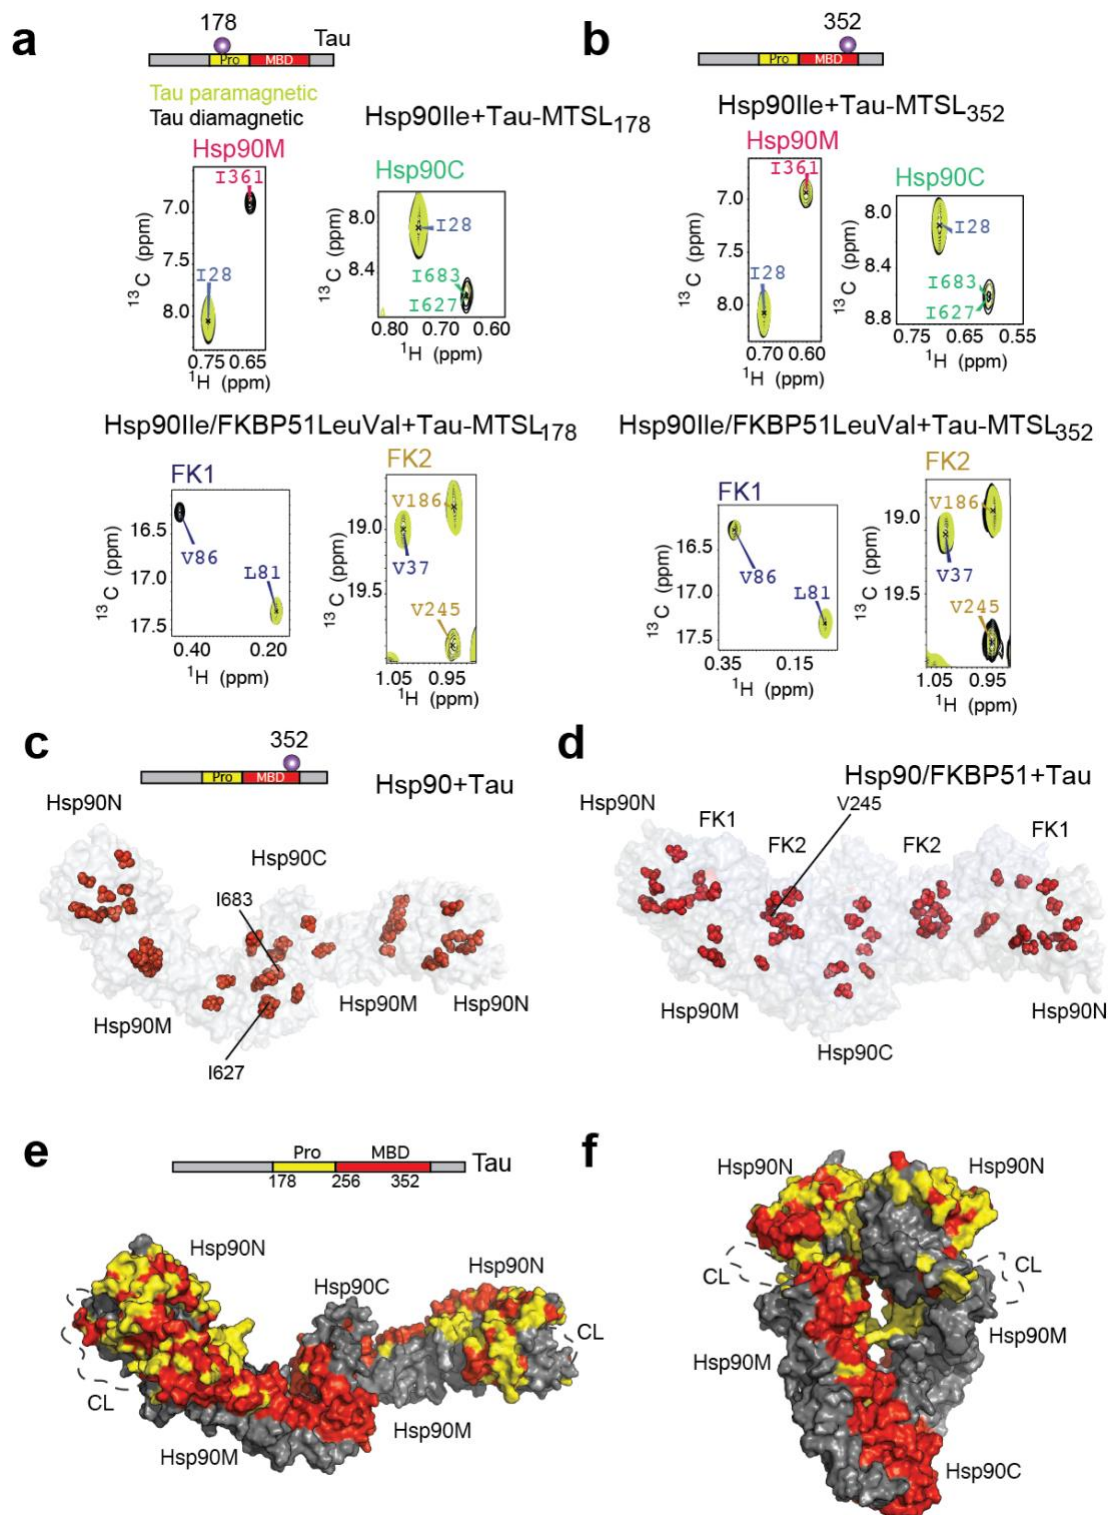 a
178
Tau
Pro
MBD
Tau paramagnetic
Tau diamagnetic
Hsp90Ile+Tau-MTSL178
Hsp90M
I361
7.0
7.5
8.0
I28
13C (ppm)
0.75 0.65
1H (ppm)
Hsp90C
8.0
8.4
I28
I683
I627
13C (ppm)
0.80 0.70 0.60
1H (ppm)
Hsp90Ile/FKBP51LeuVal+Tau-MTSL178
FK1
16.5
17.0
17.5
V86
L81
13C (ppm)
0.40 0.20
1H (ppm)
FK2
V186
19.0
V37
19.5
V245
13C (ppm)
1.05 0.95
1H (ppm)
b
352
Pro
MBD
Hsp90Ile+Tau-MTSL352
Hsp90M
I361
7.0
7.5
8.0
I28
13C (ppm)
0.70 0.60
1H (ppm)
Hsp90C
8.0
8.4
8.8
I28
I683
I627
13C (ppm)
0.75 0.65 0.55
1H (ppm)
Hsp90Ile/FKBP51LeuVal+Tau-MTSL352
FK1
16.5
17.0
17.5
V86
L81
13C (ppm)
0.35 0.15
1H (ppm)
FK2
V186
19.0
V37
19.5
V245
13C (ppm)
1.05 0.95
1H (ppm)
c
352
Pro
MBD
Hsp90+Tau
Hsp90N
Hsp90C
I683
Hsp90M
Hsp90M
Hsp90N
I627
d
Hsp90/FKBP51+Tau
V245
Hsp90N
FK1
FK2
FK2
FK1
Hsp90M
Hsp90N
Hsp90C
e
Pro
MBD
Tau
178 256 352
Hsp90N
Hsp90C
Hsp90N
CL
CL
Hsp90M
Hsp90M
f
Hsp90N
Hsp90N
CL
CL
Hsp90M
Hsp90M
Hsp90C